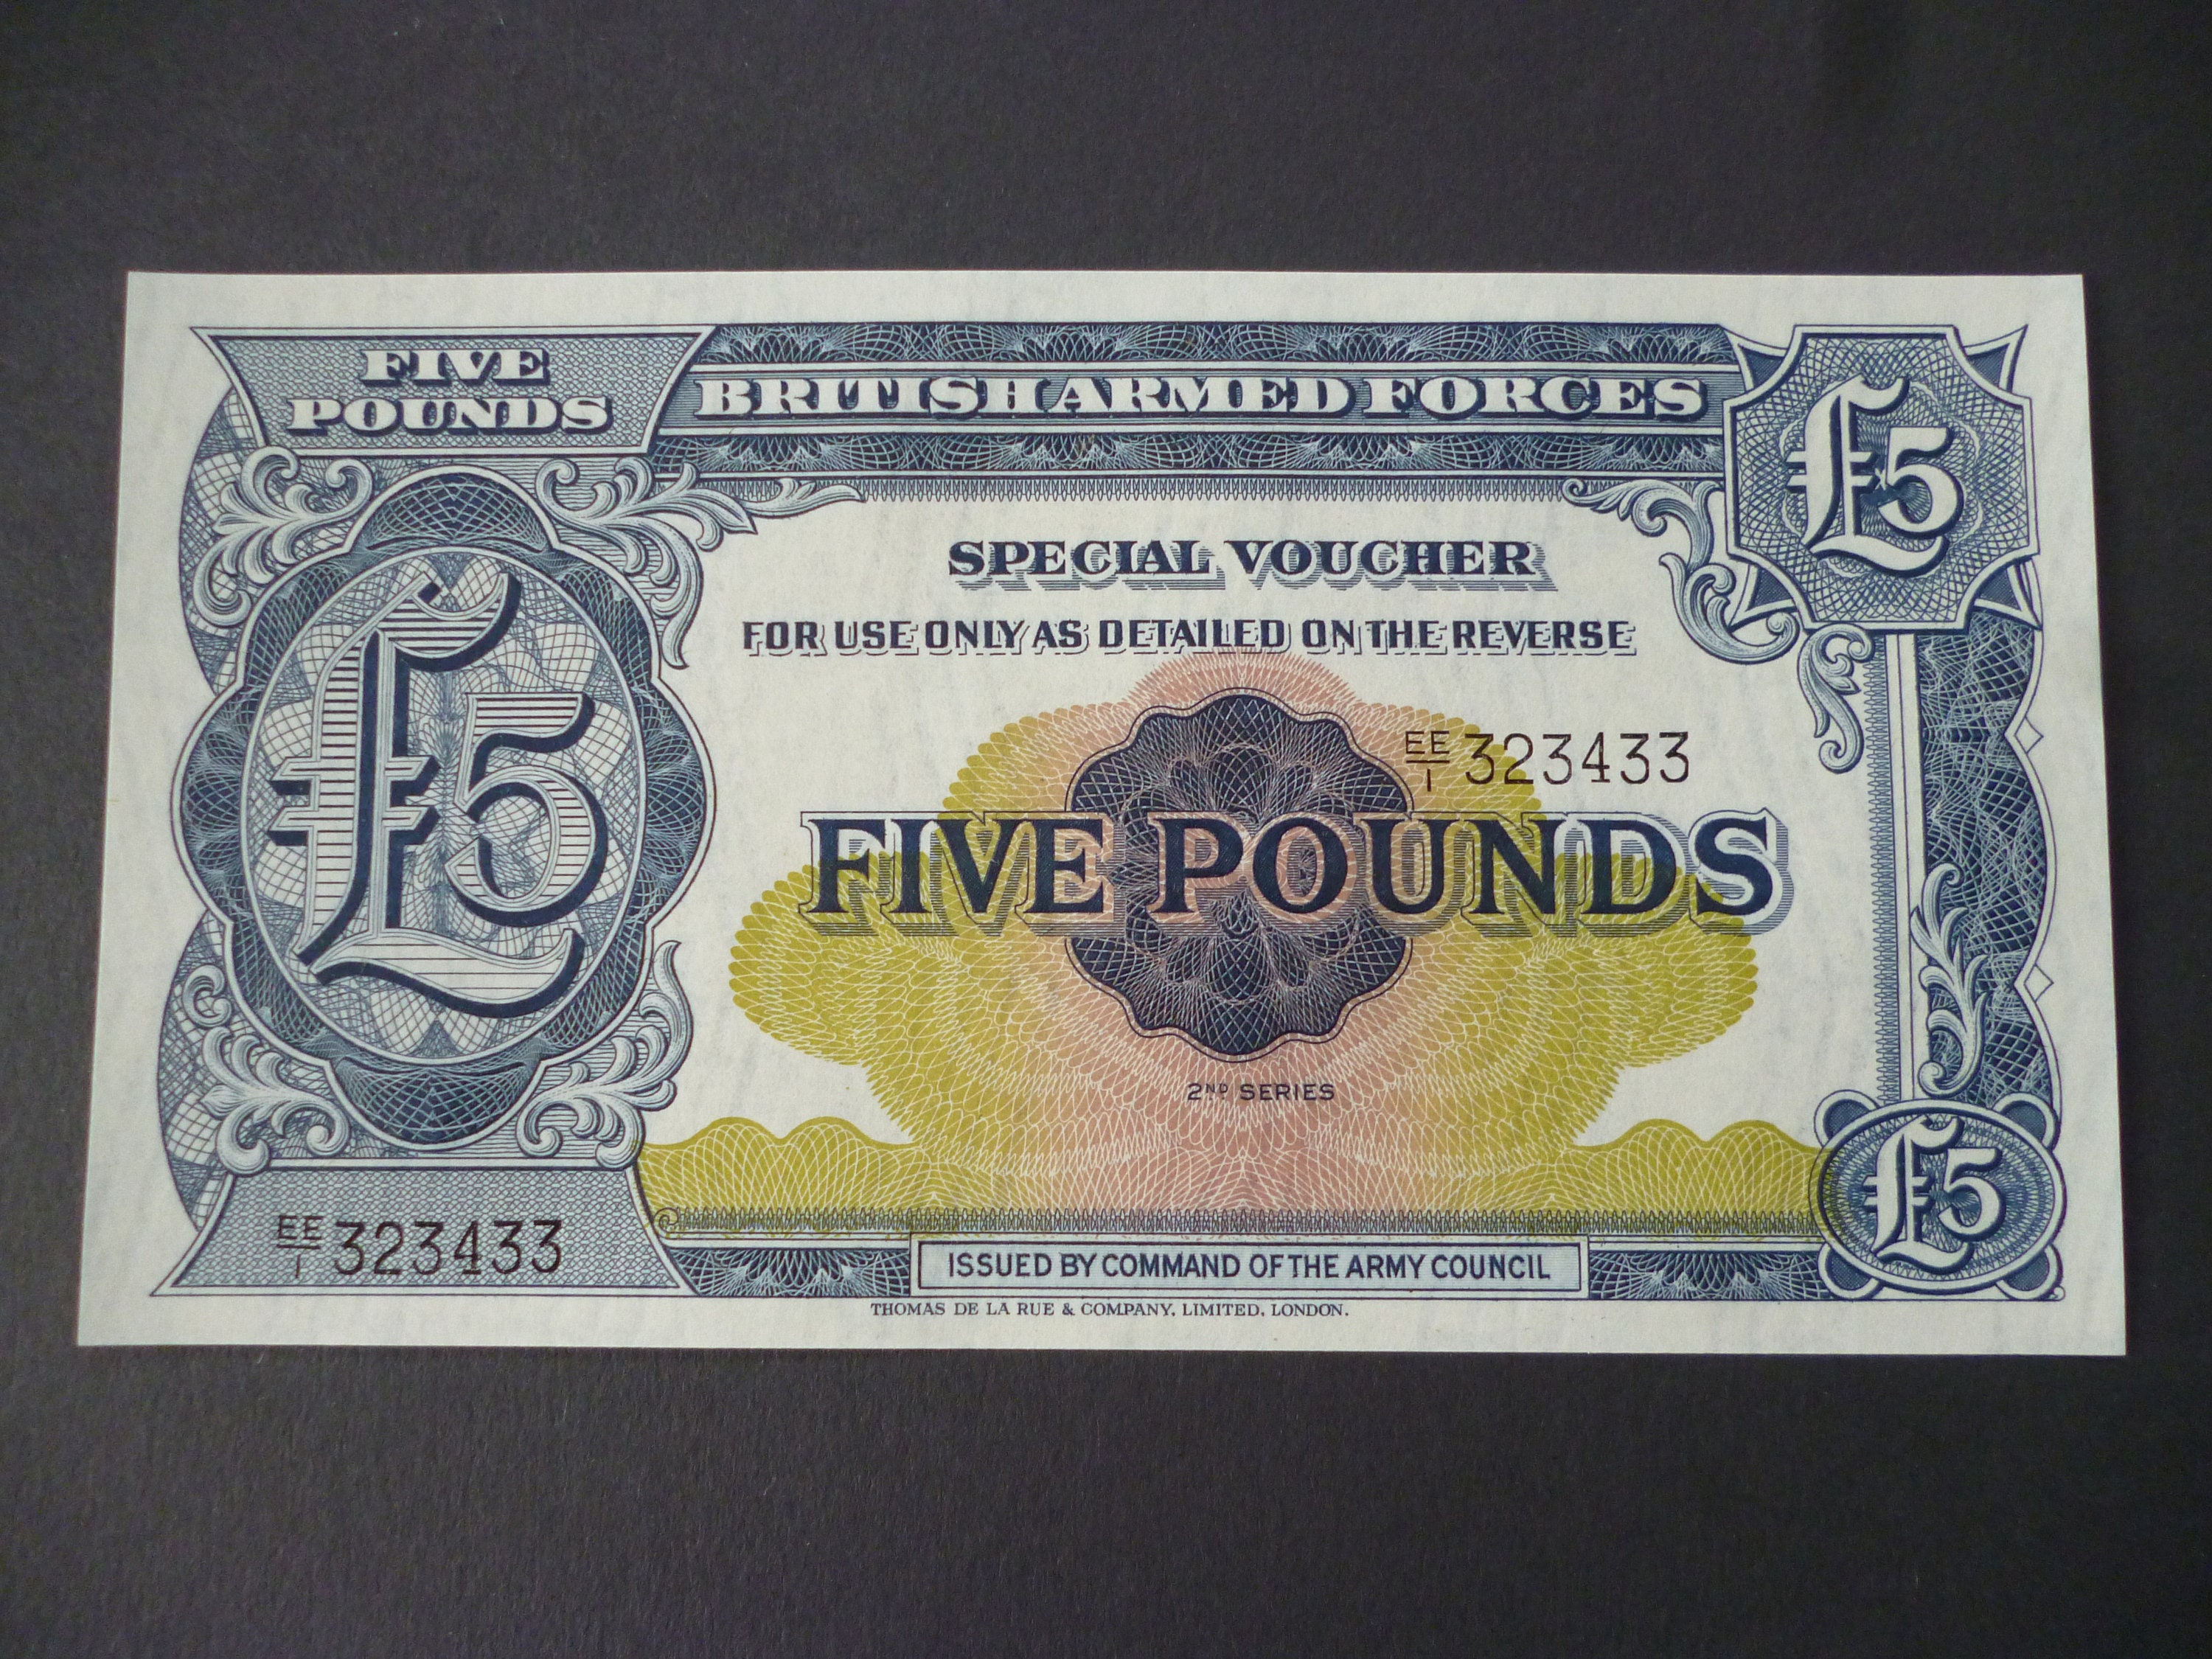 FIVE
POUNDS
BRITISH ARMED FORCES
£5
SPECIAL VOUCHER
FOR USE ONLY AS DETAILED ON THE REVERSE
£5
EE/1 323433
FIVE POUNDS
2ND SERIES
£5
EE/1 323433
ISSUED BY COMMAND OF THE ARMY COUNCIL
THOMAS DE LA RUE & COMPANY, LIMITED, LONDON.